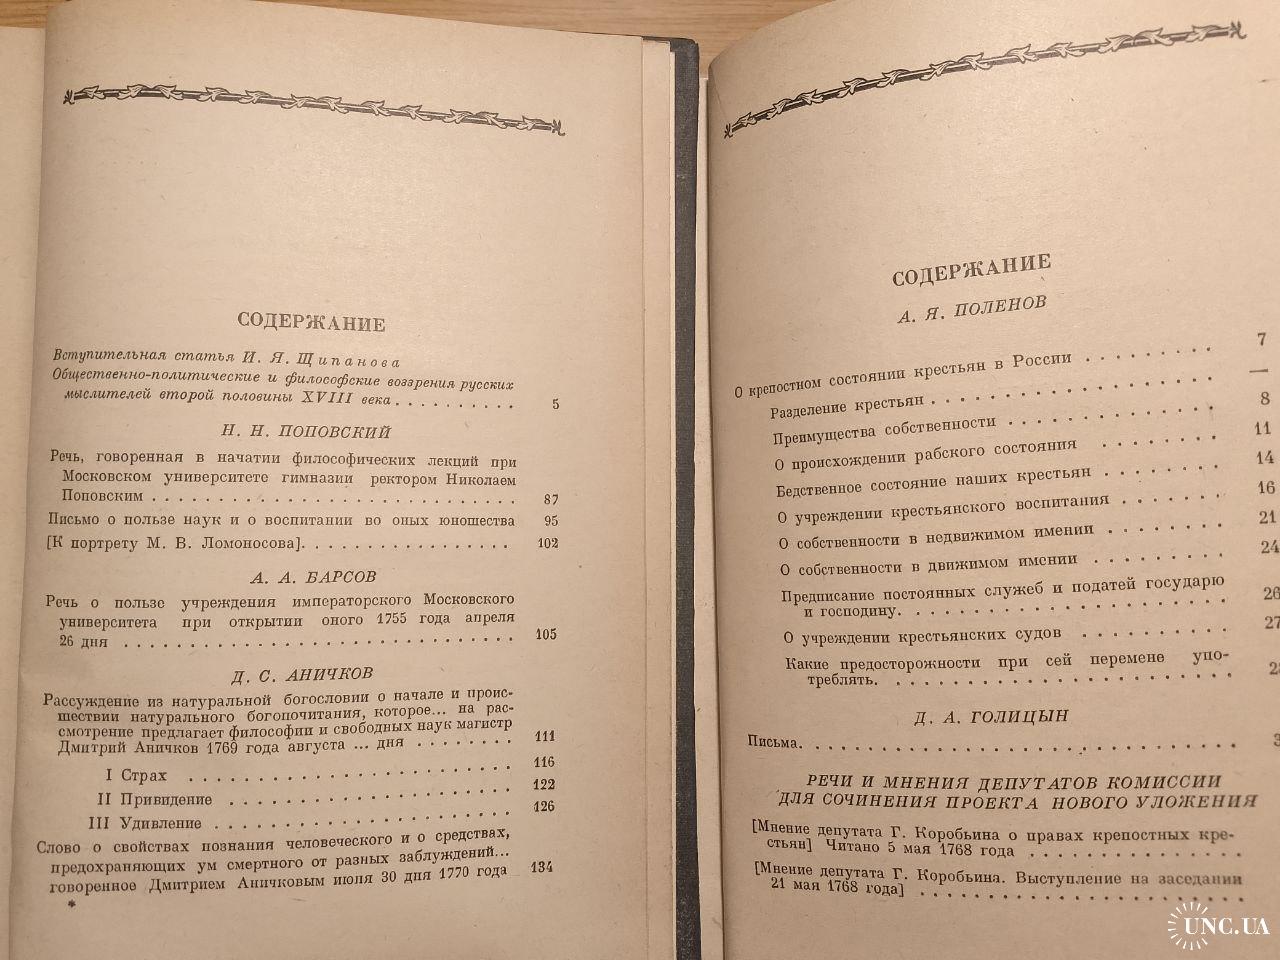 СОДЕРЖАНИЕ
Вступительная статья И. Я. Щипанова
Общественно-политические и философские воззрения русских
мыслителей второй половины XVIII века . . . . . . . . . 5
Н. Н. ПОПОВСКИЙ
Речь, говоренная в начатии философических лекций при
Московском университете гимназии ректором Николаем
Поповским . . . . . . . . . . . . . . . . . . . . . . . . . . . . 87
Письмо о пользе наук и о воспитании во оных юношества 95
[К портрету М. В. Ломоносова]. . . . . . . . . . . . . . . . 102
А. А. БАРСОВ
Речь о пользе учреждения императорского Московского
университета при открытии оного 1755 года апреля
26 дня . . . . . . . . . . . . . . . . . . . . . . . . . . . . . . 105
Д. С. АНИЧКОВ
Рассуждение из натуральной богословии о начале и проис-
шествии натурального богопочитания, которое... на рас-
смотрение предлагает философии и свободных наук магистр
Дмитрий Аничков 1769 года августа ... дня . . . . . . . . 111
I Страх . . . . . . . . . . . . . . . . . . . . . . . . . 116
II Привидение . . . . . . . . . . . . . . . . . . . . . . 122
III Удивление . . . . . . . . . . . . . . . . . . . . . . . 126
Слово о свойствах познания человеческого и о средствах,
предохраняющих ум смертного от разных заблуждений...
говоренное Дмитрием Аничковым июня 30 дня 1770 года 134
*
СОДЕРЖАНИЕ
А. Я. ПОЛЕНОВ
О крепостном состоянии крестьян в России . . . . . . . . . 7
Разделение крестьян . . . . . . . . . . . . . . . . . . . —
Преимущества собственности . . . . . . . . . . . . . . 8
О происхождении рабского состояния . . . . . . . . 11
Бедственное состояние наших крестьян . . . . . . . . 14
О учреждении крестьянского воспитания . . . . . . . 16
О собственности в недвижимом имении . . . . . . . . 21
О собственности в движимом имении . . . . . . . . . 24
Предписание постоянных служеб и податей государю
и господину. . . . . . . . . . . . . . . . . . . . . . . 26
О учреждении крестьянских судов . . . . . . . . . . 27
Какие предосторожности при сей перемене упо-
треблять. . . . . . . . . . . . . . . . . . . . . . . . . 2
Д. А. ГОЛИЦЫН
Письма. . . . . . . . . . . . . . . . . . . . . . . . . . . . . . . 3
РЕЧИ И МНЕНИЯ ДЕПУТАТОВ КОМИССИИ
ДЛЯ СОЧИНЕНИЯ ПРОЕКТА НОВОГО УЛОЖЕНИЯ
[Мнение депутата Г. Коробьина о правах крепостных кре-
стьян] Читано 5 мая 1768 года . . . . . . . . . . . . . . .
[Мнение депутата Г. Коробьина. Выступление на заседании
21 мая 1768 года] . . . . . . . . . . . . . . . . . . . . . . . .
UNC.UA